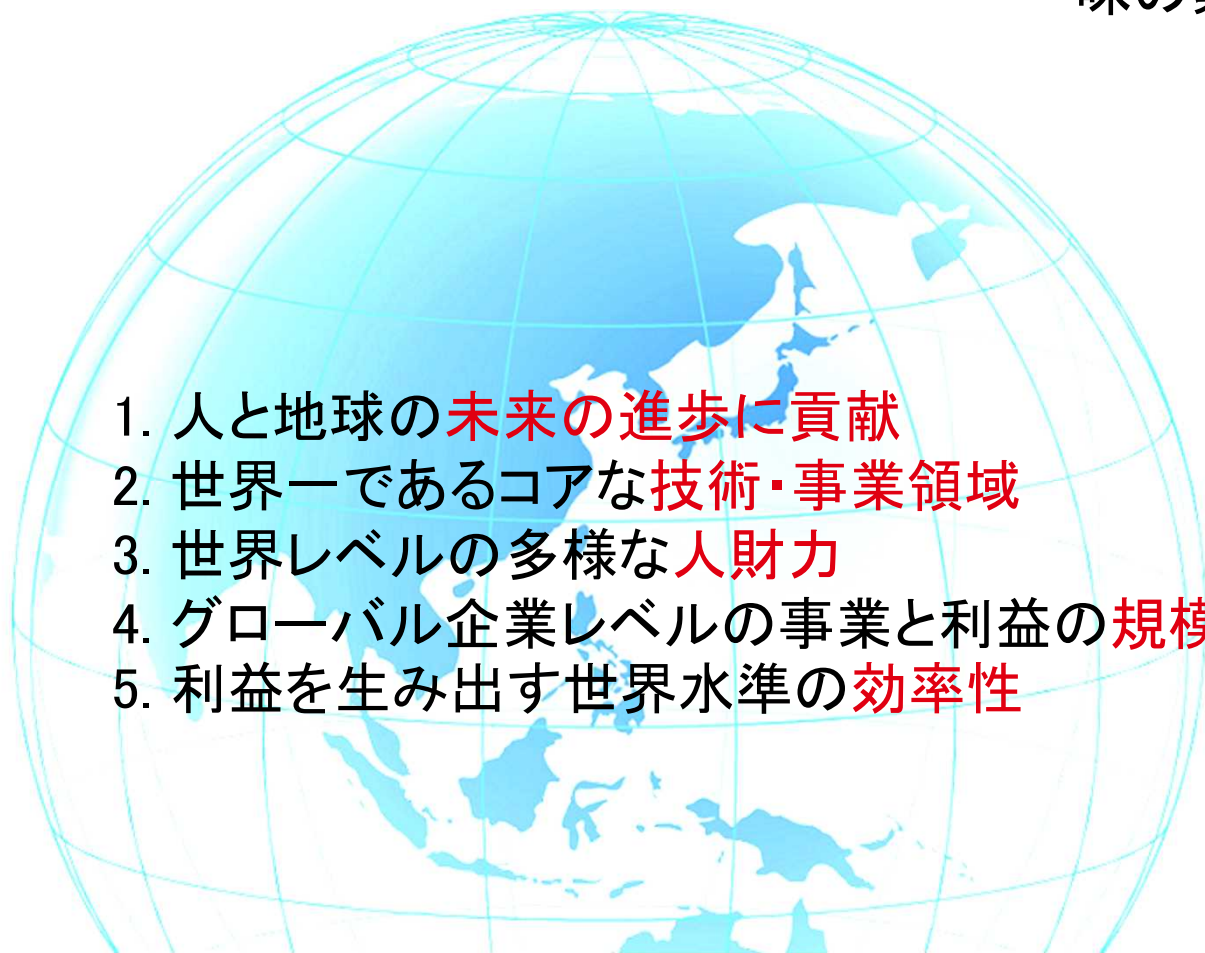 味の
1. 人と地球の未来の進歩に貢献
2. 世界一であるコアな技術・事業領域
3. 世界レベルの多様な人財力
4. グローバル企業レベルの事業と利益の規模
5. 利益を生み出す世界水準の効率性